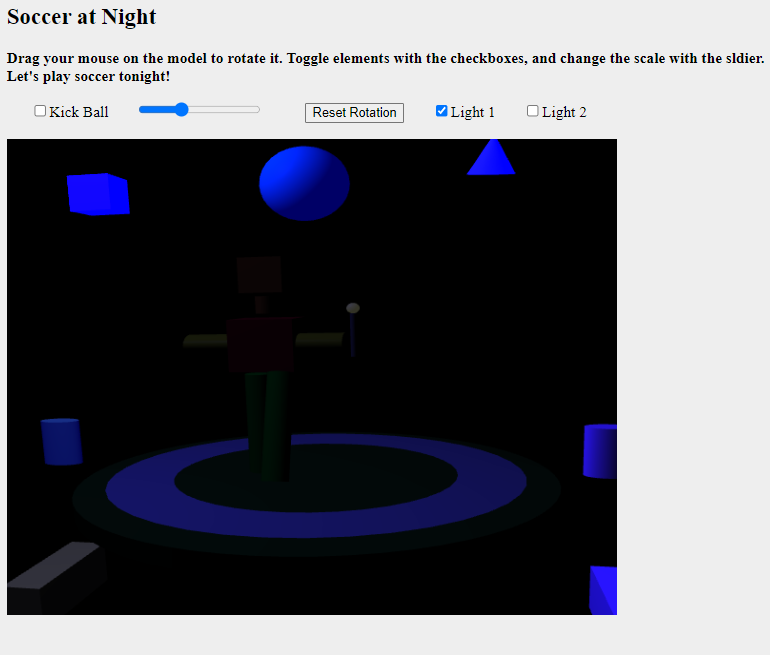 Soccer at Night
Drag your mouse on the model to rotate it. Toggle elements with the checkboxes, and change the scale with the sldier.
Let's play soccer tonight!
Kick Ball Reset Rotation Light 1 Light 2